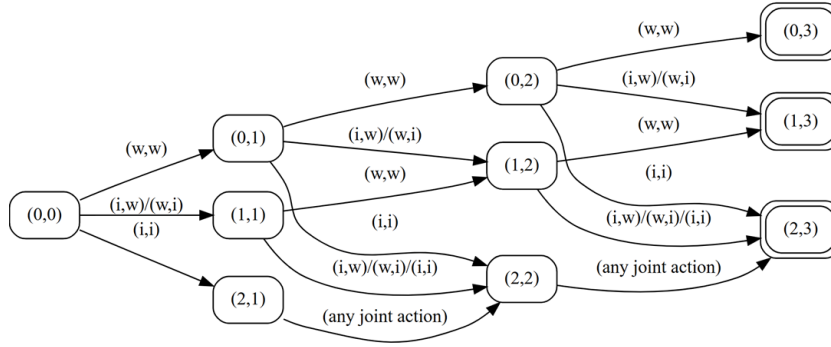 (w,w)
(0,3)
(w,w)
(0,2)
(i,w)/(w,i)
(w,w)
(1,3)
(w,w)
(0,1)
(i,w)/(w,i)
(1,2)
(i,i)
(w,w)
(0,0)
(i,w)/(w,i)
(1,1)
(i,i)
(i,i)
(i,w)/(w,i)/(i,i)
(2,3)
(i,w)/(w,i)/(i,i)
(2,2)
(any joint action)
(2,1)
(any joint action)